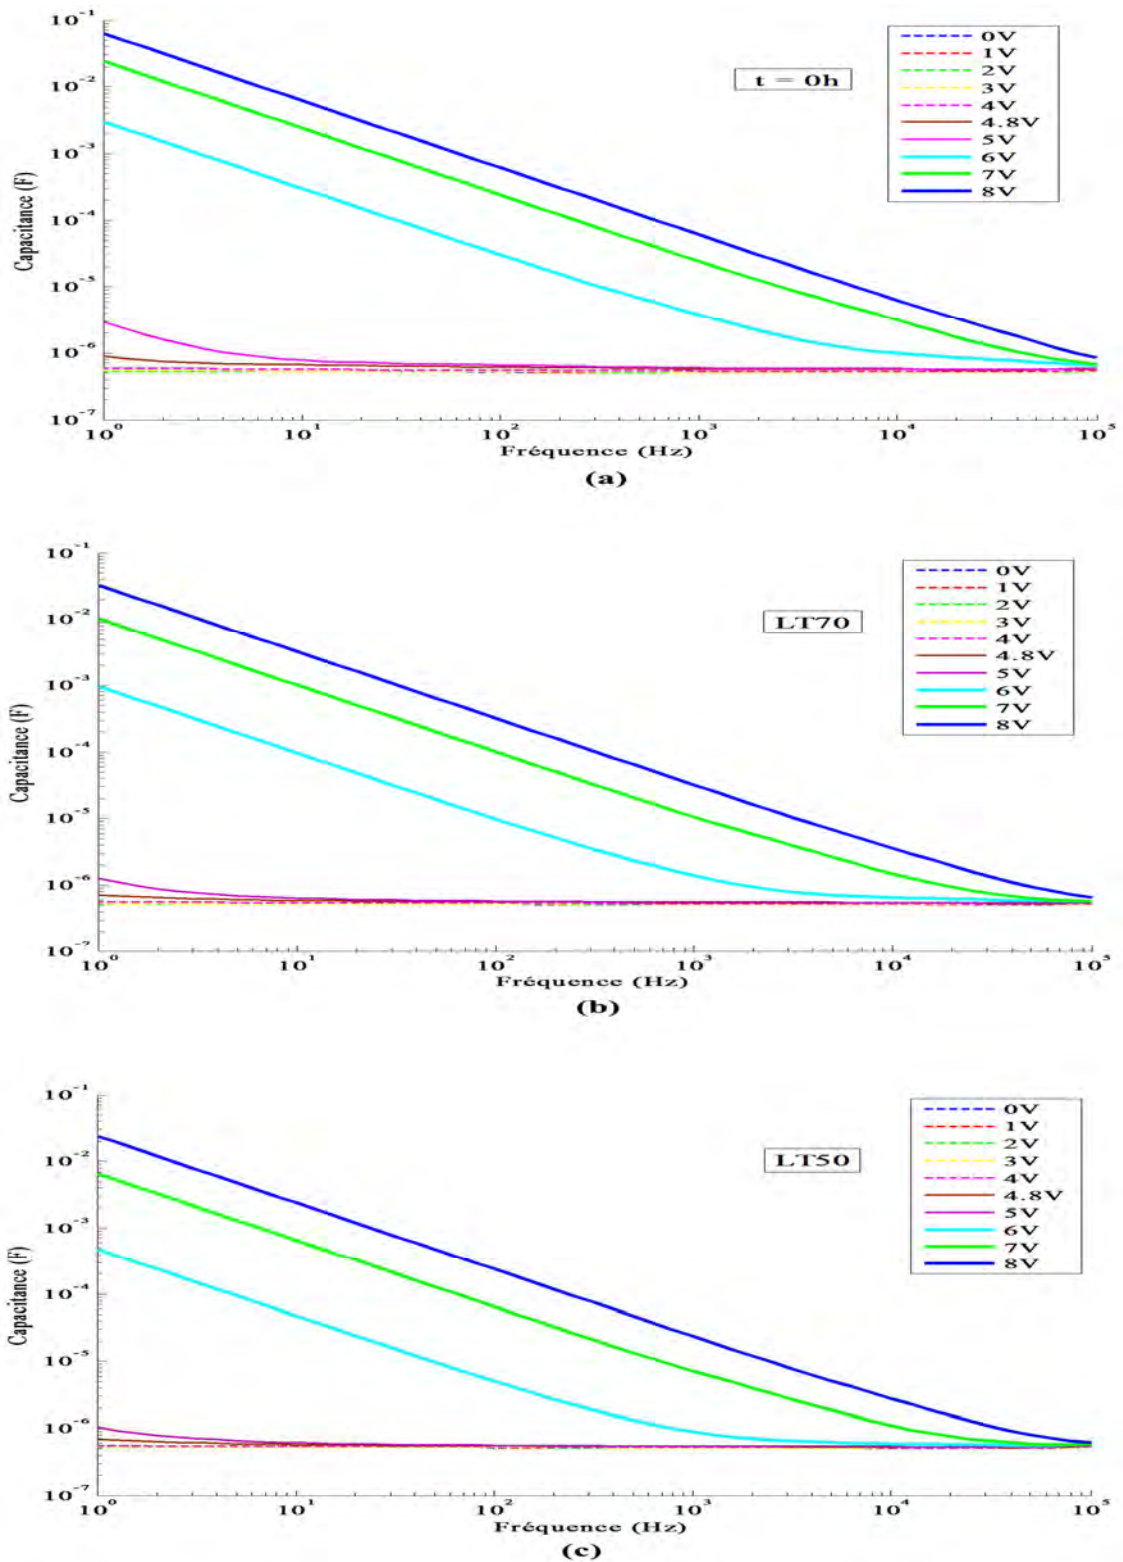 10⁻¹
10⁻²
10⁻³
10⁻⁴
10⁻⁵
10⁻⁶
10⁻⁷
Capacitance (F)
t = 0h
0V
1V
2V
3V
4V
4.8V
5V
6V
7V
8V
10⁰ 10¹ 10² 10³ 10⁴ 10⁵
Fréquence (Hz)
(a)
10⁻¹
10⁻²
10⁻³
10⁻⁴
10⁻⁵
10⁻⁶
10⁻⁷
Capacitance (F)
LT70
0V
1V
2V
3V
4V
4.8V
5V
6V
7V
8V
10⁰ 10¹ 10² 10³ 10⁴ 10⁵
Fréquence (Hz)
(b)
10⁻¹
10⁻²
10⁻³
10⁻⁴
10⁻⁵
10⁻⁶
10⁻⁷
Capacitance (F)
LT50
0V
1V
2V
3V
4V
4.8V
5V
6V
7V
8V
10⁰ 10¹ 10² 10³ 10⁴ 10⁵
Fréquence (Hz)
(c)